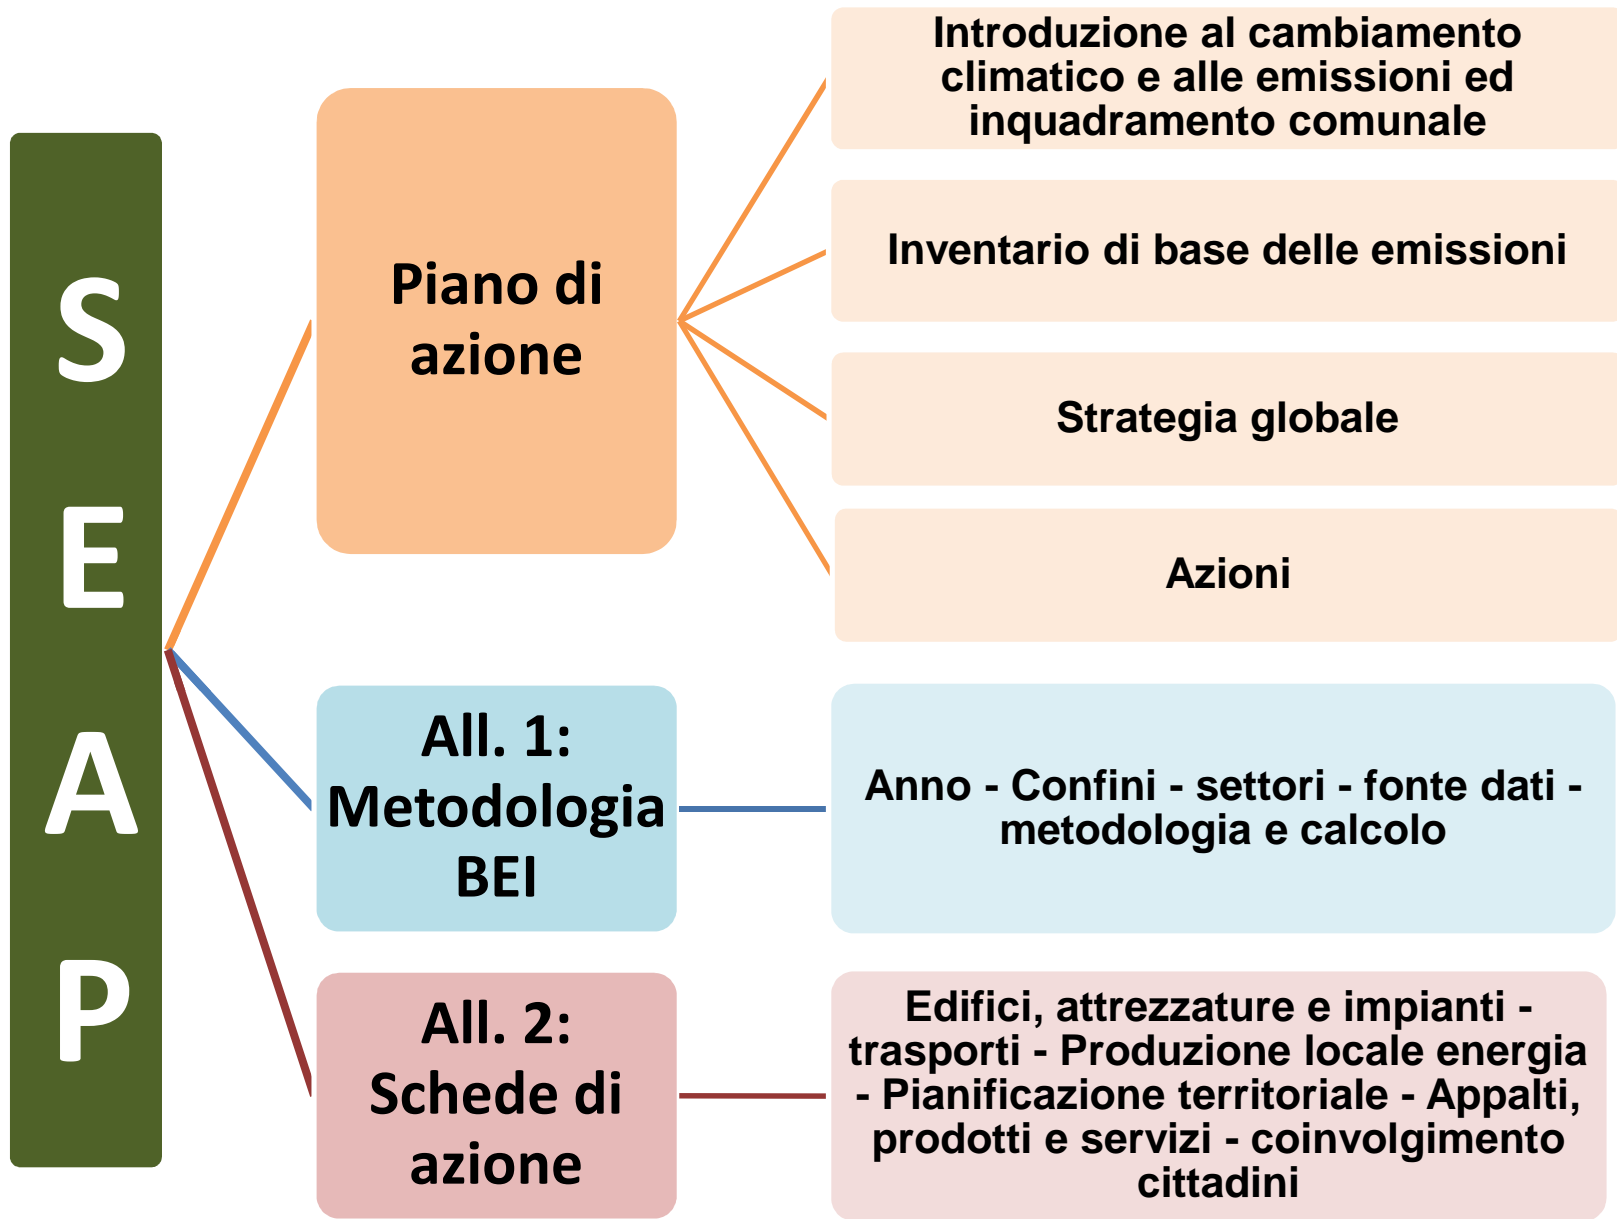 S
E
A
P
Piano di
azione
Introduzione al cambiamento
climatico e alle emissioni ed
inquadramento comunale
Inventario di base delle emissioni
Strategia globale
Azioni
All. 1:
Metodologia
BEI
Anno - Confini - settori - fonte dati -
metodologia e calcolo
All. 2:
Schede di
azione
Edifici, attrezzature e impianti -
trasporti - Produzione locale energia
- Pianificazione territoriale - Appalti,
prodotti e servizi - coinvolgimento
cittadini